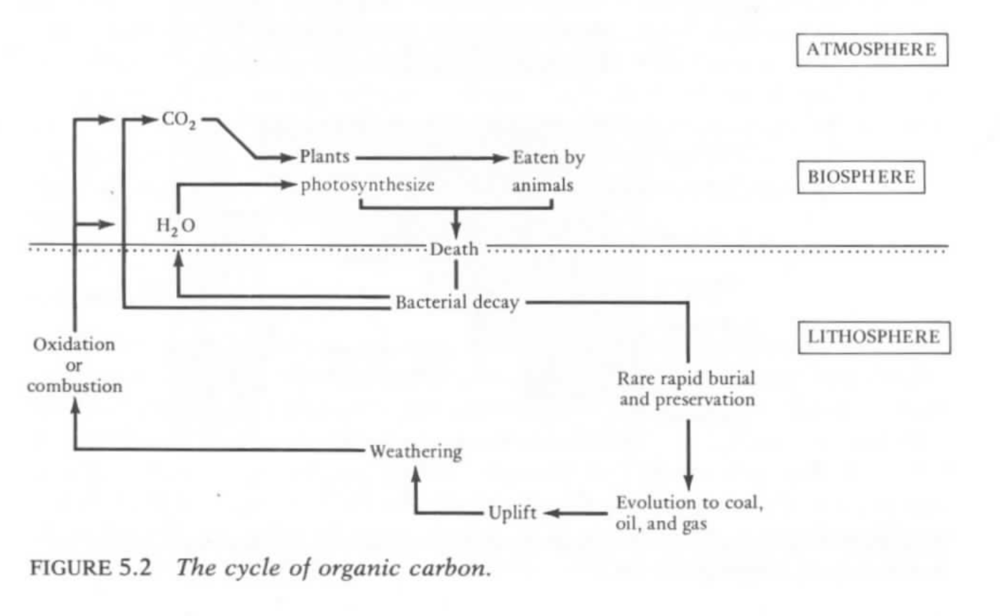 ATMOSPHERE
CO₂
Plants
Eaten by
BIOSPHERE
photosynthesize
animals
H₂O
Death
Bacterial decay
LITHOSPHERE
Oxidation
or
combustion
Rare rapid burial
and preservation
Weathering
Evolution to coal,
oil, and gas
Uplift
FIGURE 5.2 The cycle of organic carbon.